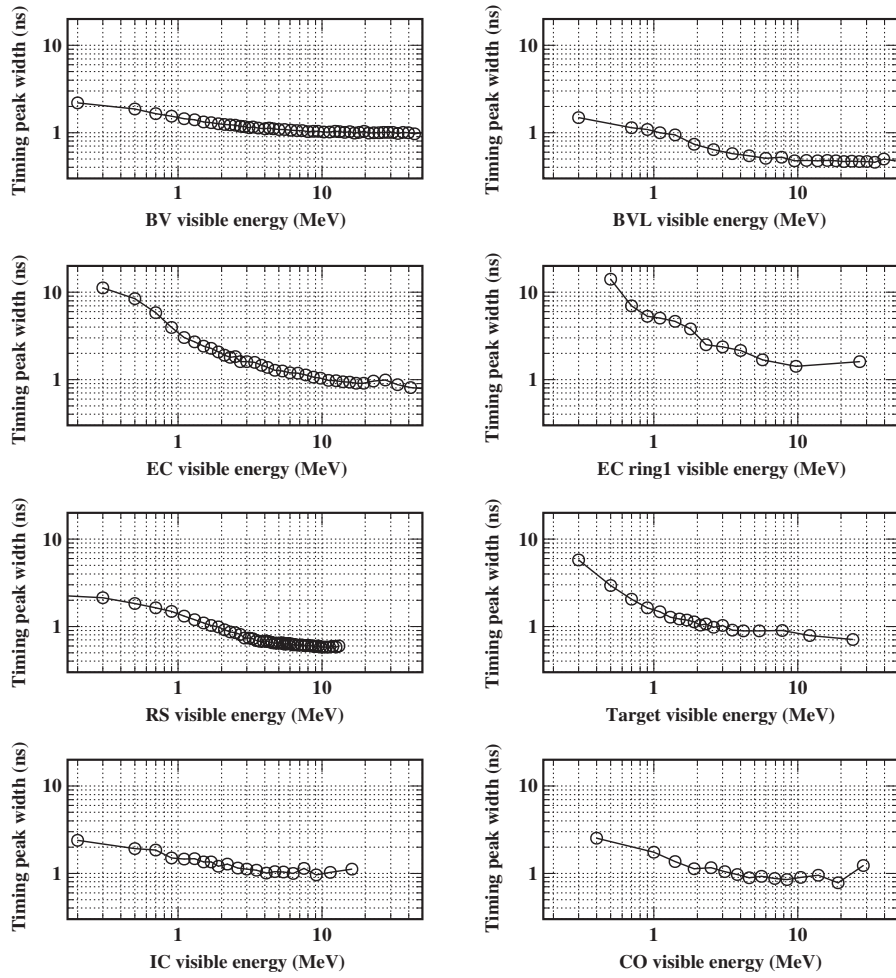 Timing peak width (ns)
10
1
1
10
BV visible energy (MeV)
Timing peak width (ns)
10
1
1
10
BVL visible energy (MeV)
Timing peak width (ns)
10
1
1
10
EC visible energy (MeV)
Timing peak width (ns)
10
1
1
10
EC ring1 visible energy (MeV)
Timing peak width (ns)
10
1
1
10
RS visible energy (MeV)
Timing peak width (ns)
10
1
1
10
Target visible energy (MeV)
Timing peak width (ns)
10
1
1
10
IC visible energy (MeV)
Timing peak width (ns)
10
1
1
10
CO visible energy (MeV)